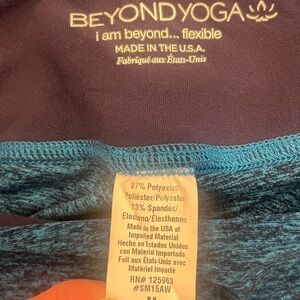 BEYOND YOGA
i am beyond... flexible
MADE IN THE U.S.A.
Fabriqué aux États-Unis
87% Polyester/
Poliéster/Polyester
13% Spandex/
Elastano/Elasthanne
Made in the USA of
Imported Material
Hecho en Estados Unidos
con Material Importado
Fait aux États-Unis avec
Matériel Importé
RN# 125963
#SM15AW